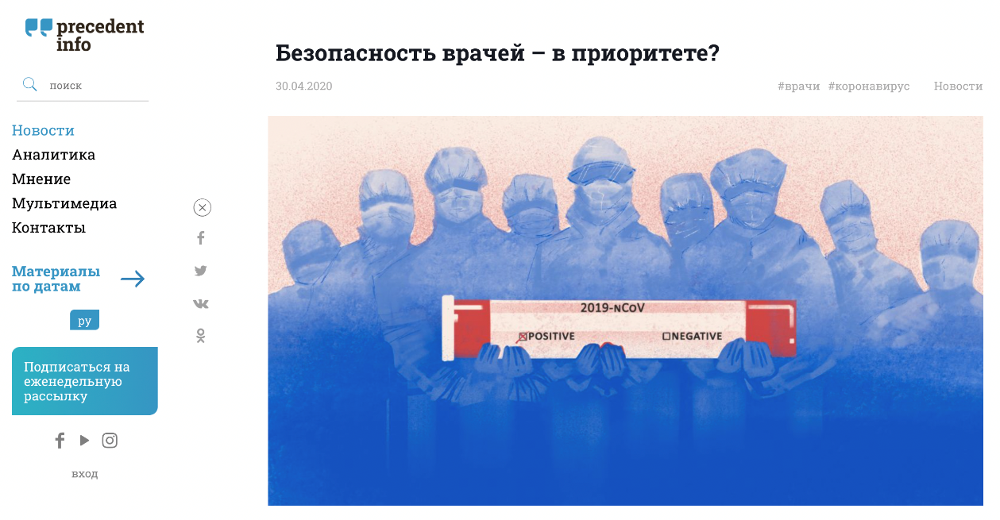 precedent
info
поиск
Новости
Аналитика
Мнение
Мультимедиа
Контакты
Материалы
по датам
ру
Подписаться на
еженедельную
рассылку
вход
Безопасность врачей – в приоритете?
30.04.2020 #врачи #коронавирус Новости
2019-NCoV
POSITIVE NEGATIVE